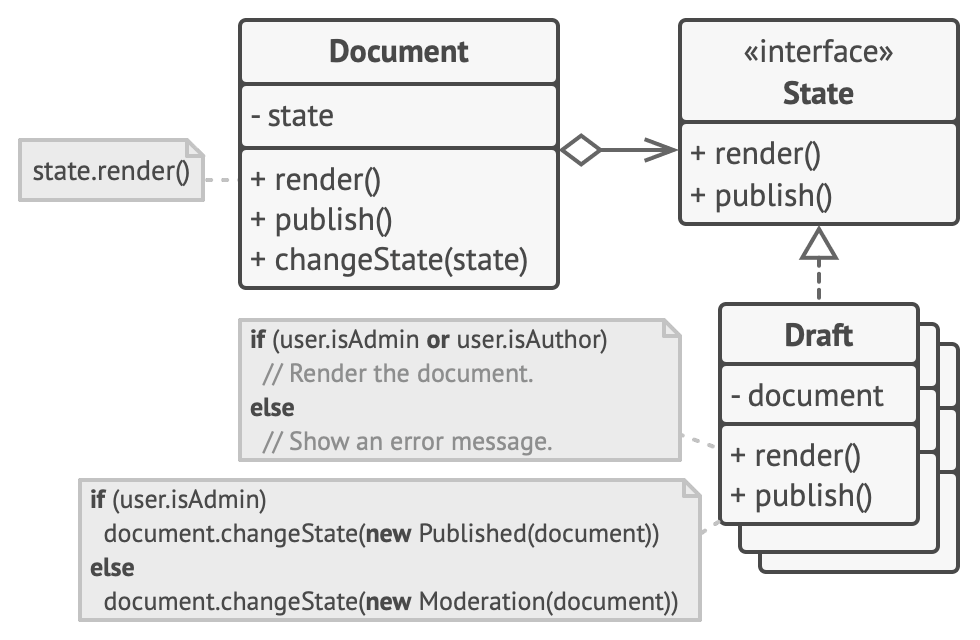 Document
- state
+ render()
+ publish()
+ changeState(state)
«interface»
State
+ render()
+ publish()
state.render()
Draft
- document
+ render()
+ publish()
if (user.isAdmin or user.isAuthor)
// Render the document.
else
// Show an error message.
if (user.isAdmin)
document.changeState(new Published(document))
else
document.changeState(new Moderation(document))